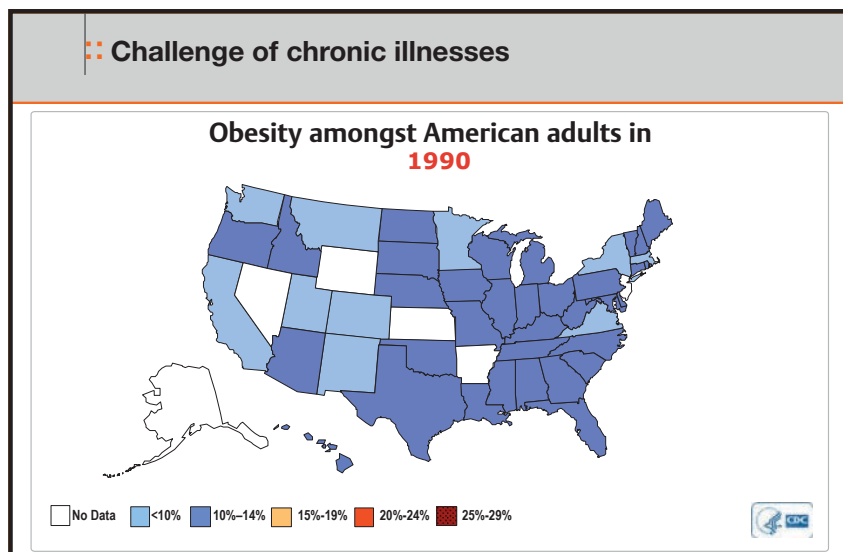 :: Challenge of chronic illnesses
Obesity amongst American adults in
1990
No Data <10% 10%–14% 15%-19% 20%-24% 25%-29%
CDC